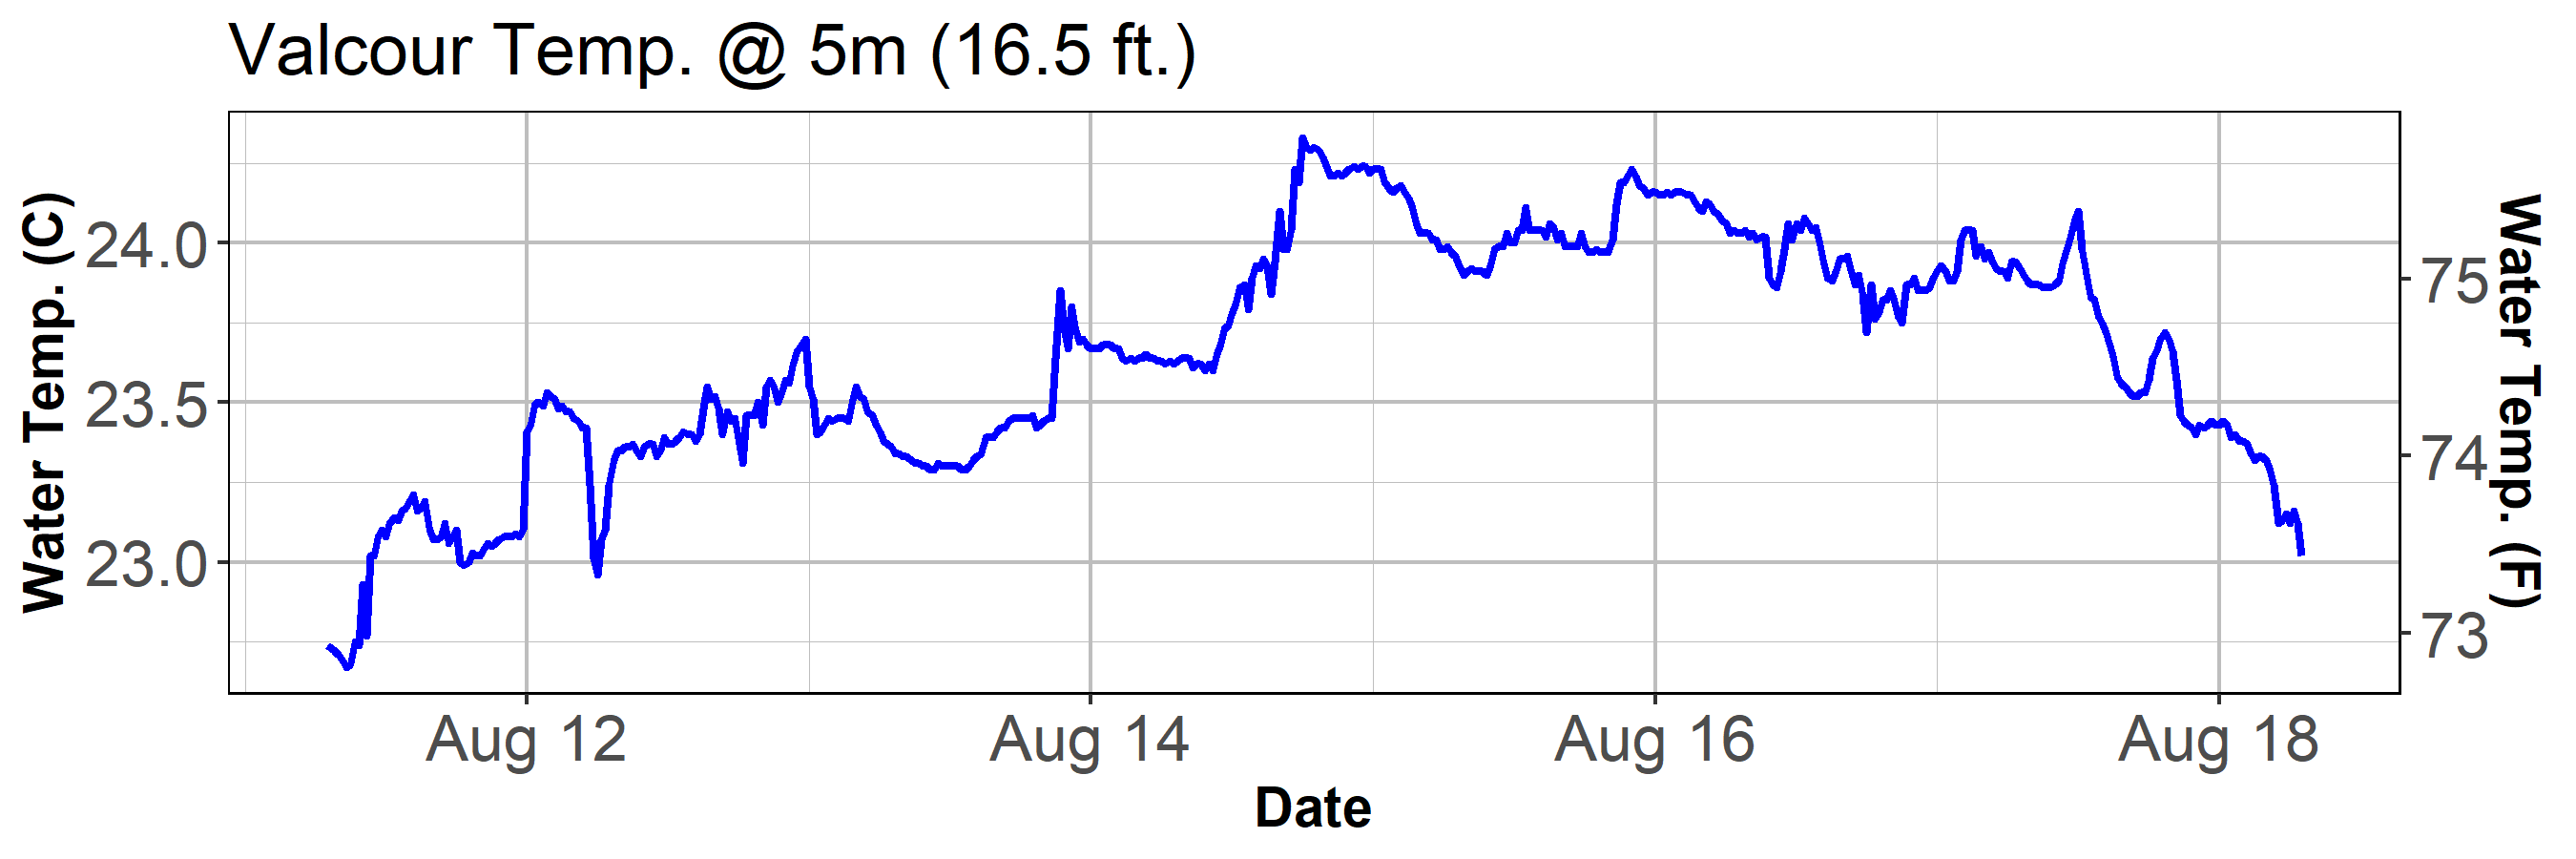 Valcour Temp. @ 5m (16.5 ft.)
Water Temp. (C)
24.0
23.5
23.0
75
74
73
Water Temp. (F)
Aug 12
Aug 14
Aug 16
Aug 18
Date